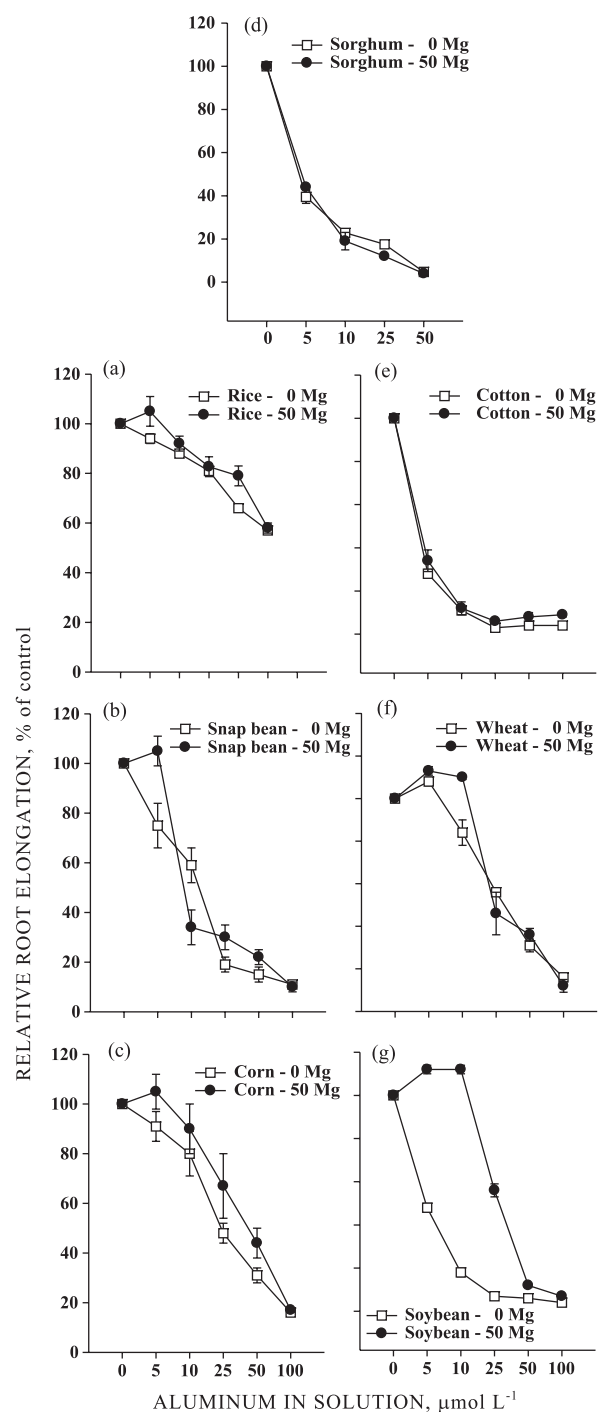 (d)
Sorghum - 0 Mg
Sorghum - 50 Mg
120
100
80
60
40
20
0
0 5 10 25 50
(a)
Rice - 0 Mg
Rice - 50 Mg
120
100
80
60
40
20
0
(e)
Cotton - 0 Mg
Cotton - 50 Mg
(b)
Snap bean - 0 Mg
Snap bean - 50 Mg
120
100
80
60
40
20
0
(f)
Wheat - 0 Mg
Wheat - 50 Mg
(c)
Corn - 0 Mg
Corn - 50 Mg
120
100
80
60
40
20
0
0 5 10 25 50 100
(g)
Soybean - 0 Mg
Soybean - 50 Mg
0 5 10 25 50 100
RELATIVE ROOT ELONGATION, % of control
ALUMINUM IN SOLUTION, μmol L⁻¹